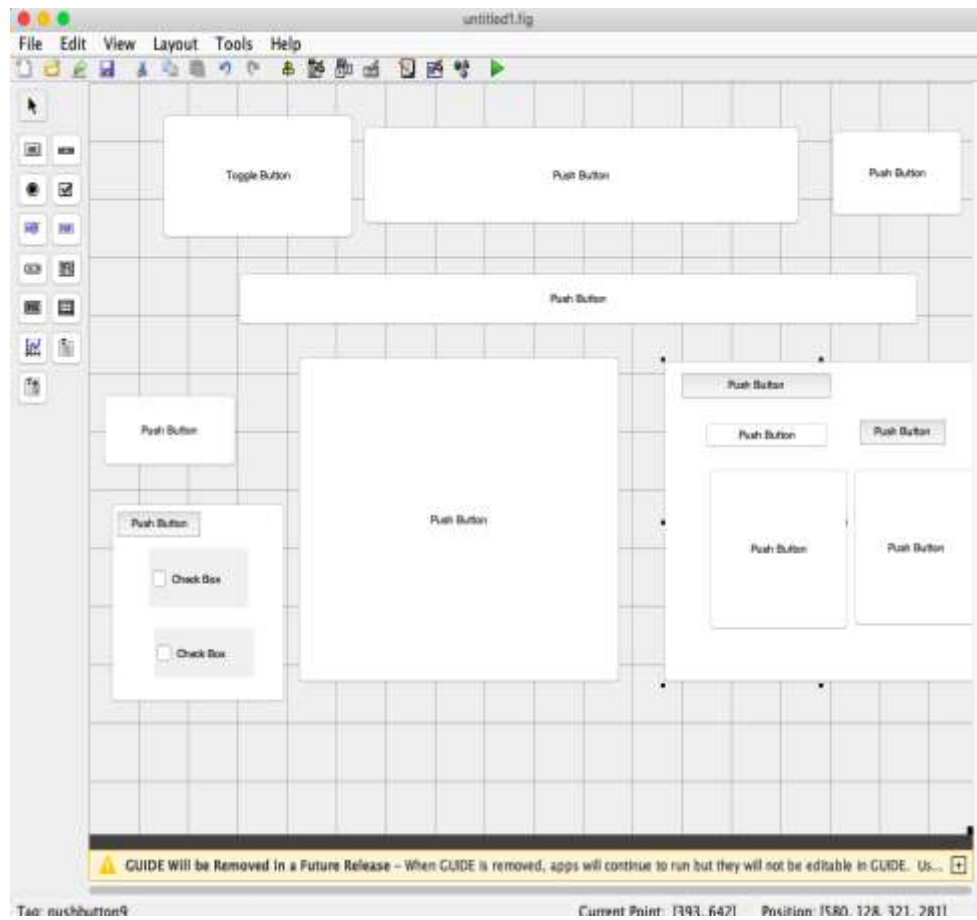 untitled1.fig
File Edit View Layout Tools Help
Toggle Button
Push Button
Push Button
Push Button
Push Button
Push Button
Push Button
Push Button
Push Button
Push Button
Push Button
Push Button
Check Box
Check Box
GUIDE Will be Removed in a Future Release – When GUIDE is removed, apps will continue to run but they will not be editable in GUIDE. Us...
Tag: pushbutton9 Current Point: [393, 642] Position: [580, 128, 321, 281]